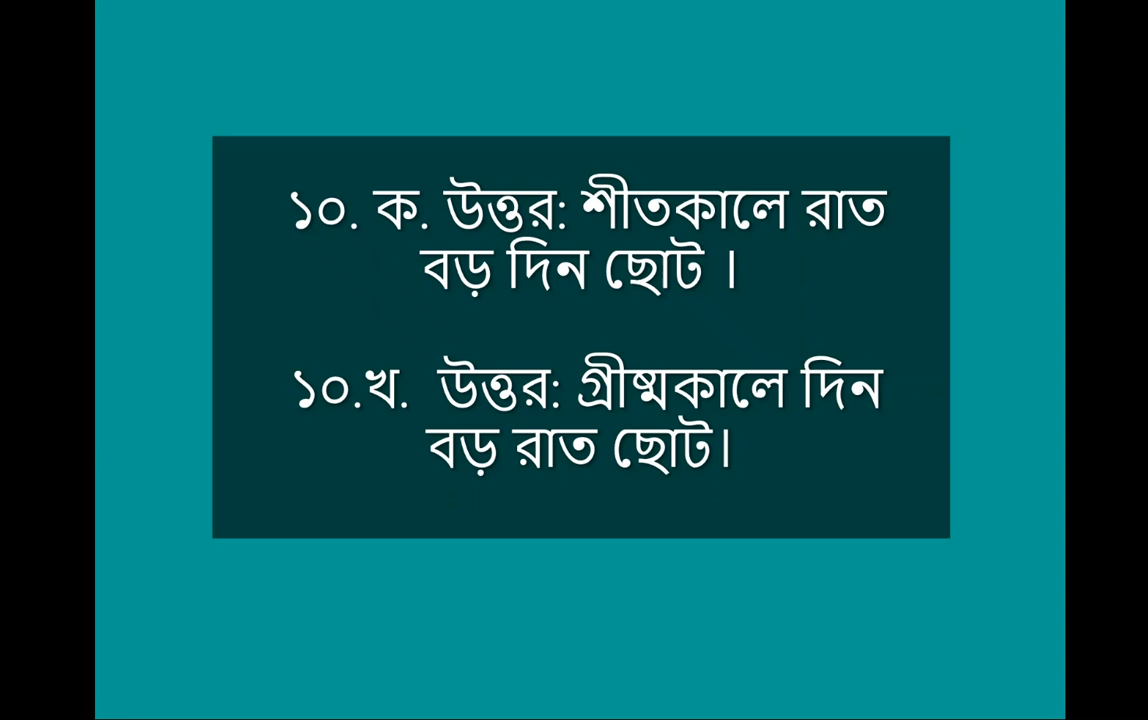 ১০. ক. উত্তর: শীতকালে রাত
বড় দিন ছোট ।
১০.খ. উত্তর: গ্রীষ্মকালে দিন
বড় রাত ছোট।